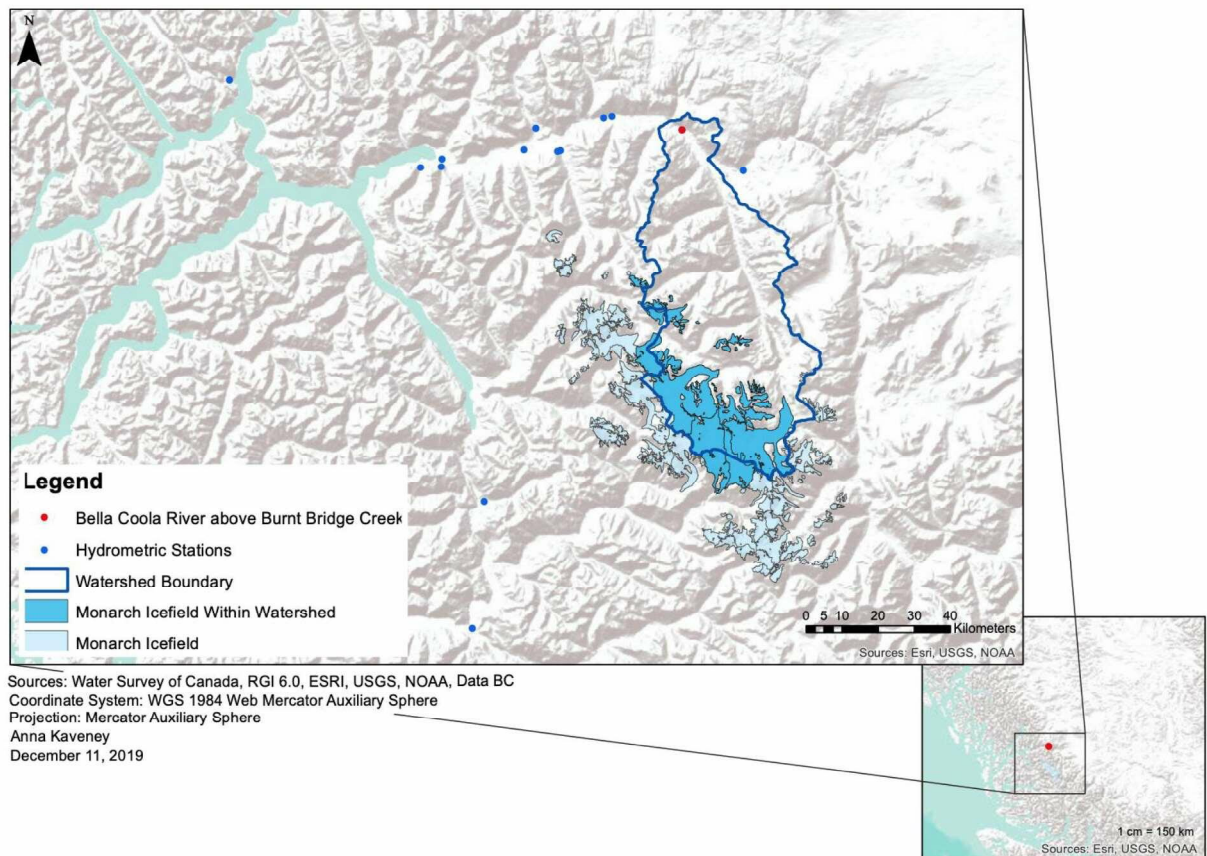 N
Legend
Bella Coola River above Burnt Bridge Creek
Hydrometric Stations
Watershed Boundary
Monarch Icefield Within Watershed
Monarch Icefield
0 5 10 20 30 40
Kilometers
Sources: Esri, USGS, NOAA
Sources: Water Survey of Canada, RGI 6.0, ESRI, USGS, NOAA, Data BC
Coordinate System: WGS 1984 Web Mercator Auxiliary Sphere
Projection: Mercator Auxiliary Sphere
Anna Kaveney
December 11, 2019
1 cm = 150 km
Sources: Esri, USGS, NOAA